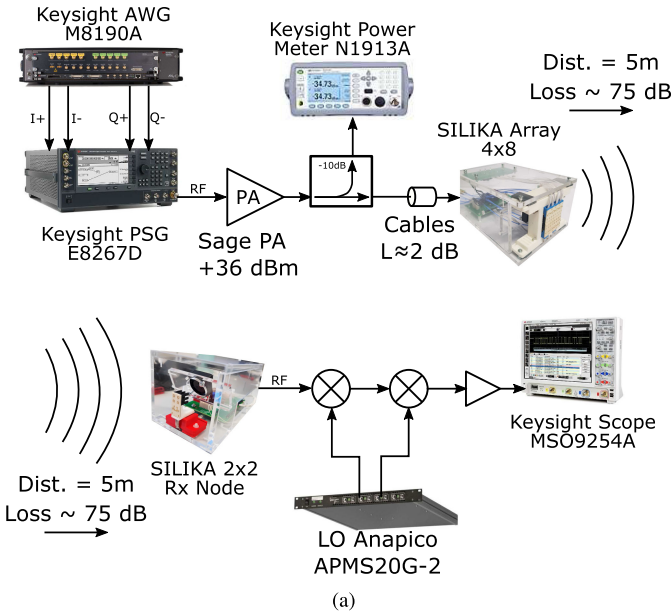 Keysight AWG
M8190A
Keysight Power
Meter N1913A
Dist. = 5m
Loss ~ 75 dB
I+
I-
Q+
Q-
-34.73
-34.73
-10dB
SILIKA Array
4x8
RF
PA
Keysight PSG
E8267D
Sage PA
+36 dBm
Cables
L≈2 dB
RF
Keysight Scope
MSO9254A
SILIKA 2x2
Rx Node
Dist. = 5m
Loss ~ 75 dB
LO Anapico
APMS20G-2
(a)